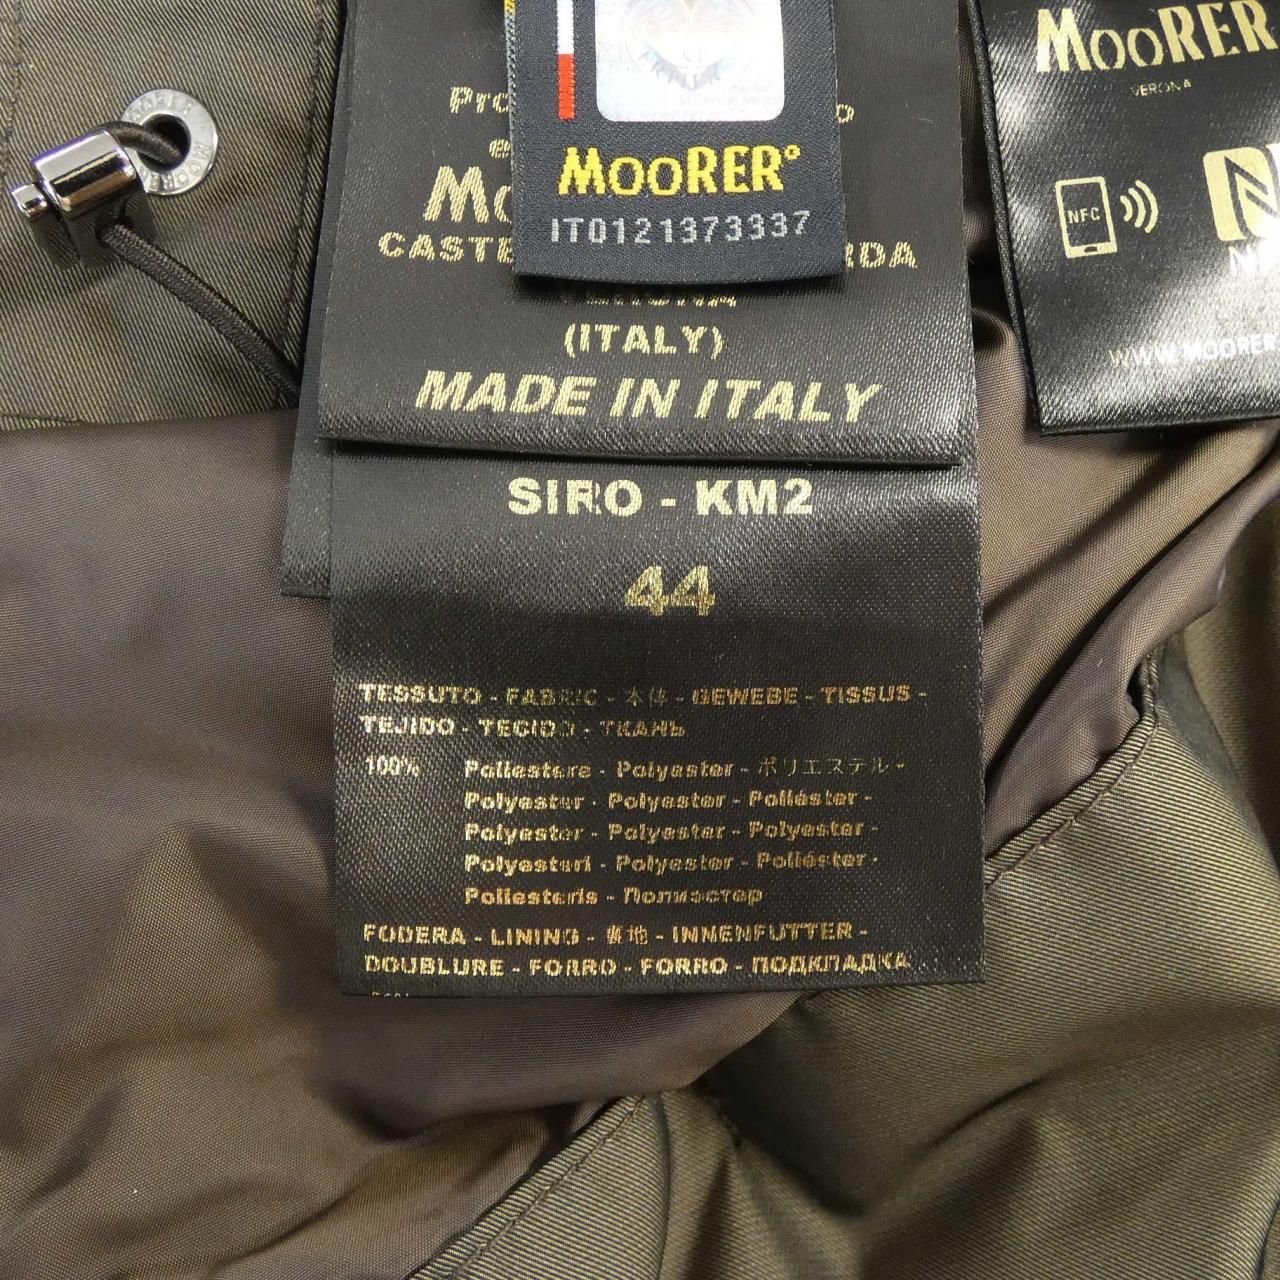 MOORER
MOORER
VERONA
NFC
WWW.MOORER
MOORER
IT0121373337
(ITALY)
MADE IN ITALY
SIRO - KM2
44
TESSUTO - FABRIC - 本体 - GEWEBE - TISSUS -
TEJIDO - TECIDO - ТКАНЬ
100% Poliestere - Polyester - ポリエステル -
Polyester - Polyester - Poliéster -
Polyester - Polyester - Polyester -
Polyesteri - Polyester - Poliéster -
Poliesteris - Полиэстер
FODERA - LINING - 裏地 - INNENFUTTER -
DOUBLURE - FORRO - FORRO - ПОДКЛАДКА